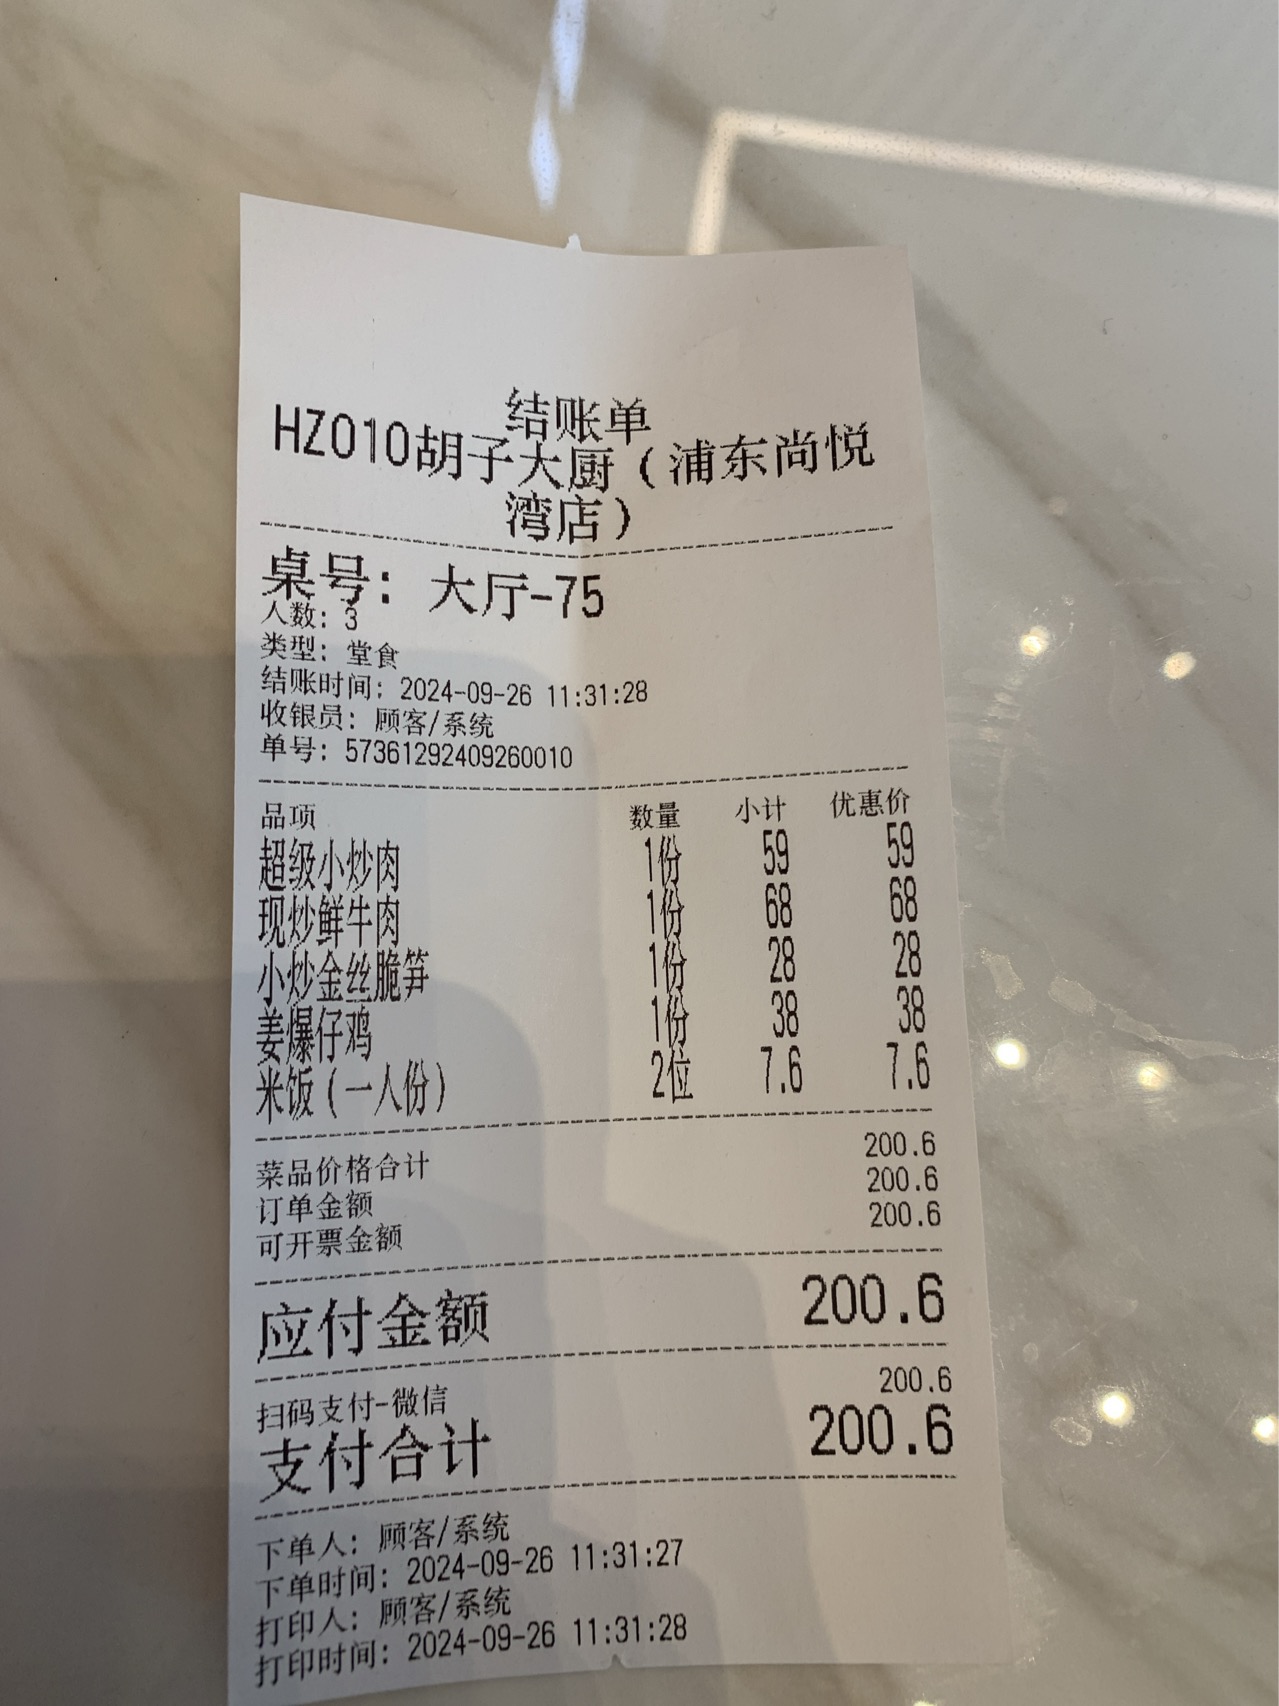 结账单
HZ010胡子大厨（浦东尚悦
湾店）
桌号：大厅-75
人数：3
类型：堂食
结账时间：2024-09-26 11:31:28
收银员：顾客/系统
单号：573612924092600​10
品项 数量 小计 优惠价
超级小炒肉 1份 59 59
现炒鲜牛肉 1份 68 68
小炒金丝脆笋 1份 28 28
姜爆仔鸡 1份 38 38
米饭（一人份） 2位 7.6 7.6
菜品价格合计 200.6
订单金额 200.6
可开票金额 200.6
应付金额 200.6
扫码支付-微信 200.6
支付合计 200.6
下单人：顾客/系统
下单时间：2024-09-26 11:31:27
打印人：顾客/系统
打印时间：2024-09-26 11:31:28